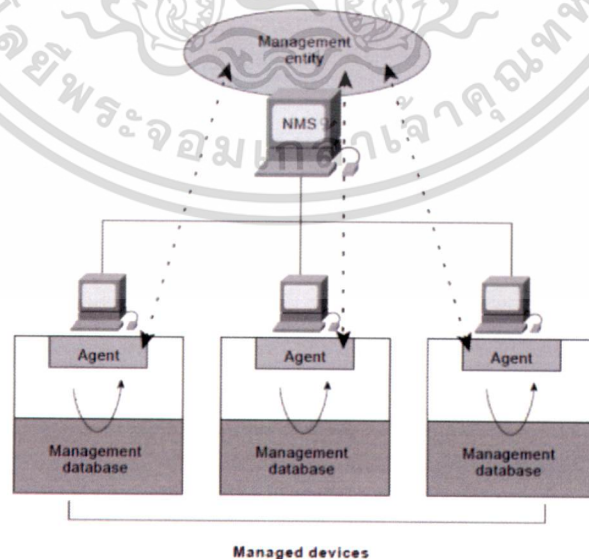 Management
entity
NMS
Agent
Agent
Agent
Management
database
Management
database
Management
database
Managed devices